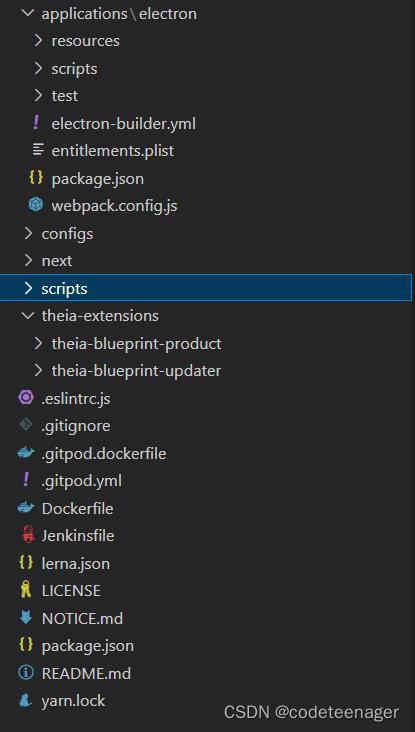 applications\electron
resources
scripts
test
electron-builder.yml
entitlements.plist
package.json
webpack.config.js
configs
next
scripts
theia-extensions
theia-blueprint-product
theia-blueprint-updater
.eslintrc.js
.gitignore
.gitpod.dockerfile
.gitpod.yml
Dockerfile
Jenkinsfile
lerna.json
LICENSE
NOTICE.md
package.json
README.md
yarn.lock
CSDN @codeteenager